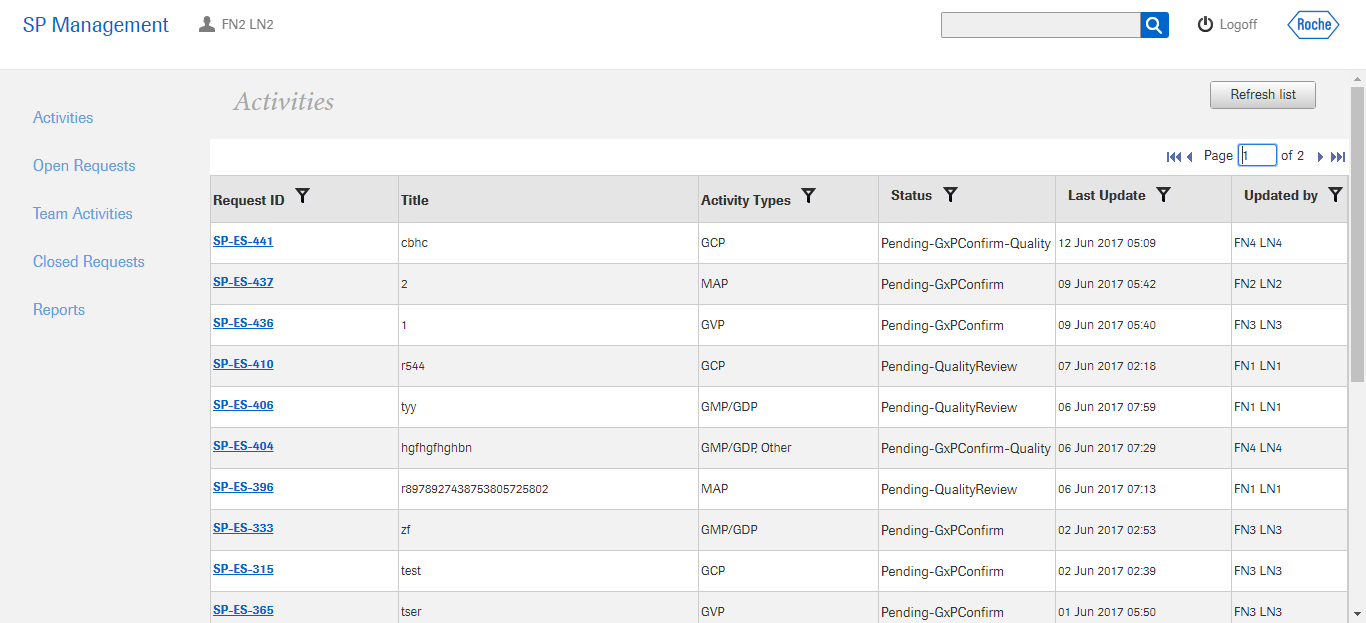 SP Management FN2 LN2 Logoff Roche
Activities
Open Requests
Team Activities
Closed Requests
Reports
Activities Refresh list
Page 1 of 2
Request ID Title Activity Types Status Last Update Updated by
SP-ES-441 cbhc GCP Pending-GxPConfirm-Quality 12 Jun 2017 05:09 FN4 LN4
SP-ES-437 2 MAP Pending-GxPConfirm 09 Jun 2017 05:42 FN2 LN2
SP-ES-436 1 GVP Pending-GxPConfirm 09 Jun 2017 05:40 FN3 LN3
SP-ES-410 r544 GCP Pending-QualityReview 07 Jun 2017 02:18 FN1 LN1
SP-ES-406 tyy GMP/GDP Pending-QualityReview 06 Jun 2017 07:59 FN1 LN1
SP-ES-404 hgfhgfhghbn GMP/GDP, Other Pending-GxPConfirm-Quality 06 Jun 2017 07:29 FN4 LN4
SP-ES-396 r8978927438753805725802 MAP Pending-QualityReview 06 Jun 2017 07:13 FN1 LN1
SP-ES-333 zf GMP/GDP Pending-GxPConfirm 02 Jun 2017 02:53 FN3 LN3
SP-ES-315 test GCP Pending-GxPConfirm 02 Jun 2017 02:39 FN3 LN3
SP-ES-365 tser GVP Pending-GxPConfirm 01 Jun 2017 05:50 FN3 LN3